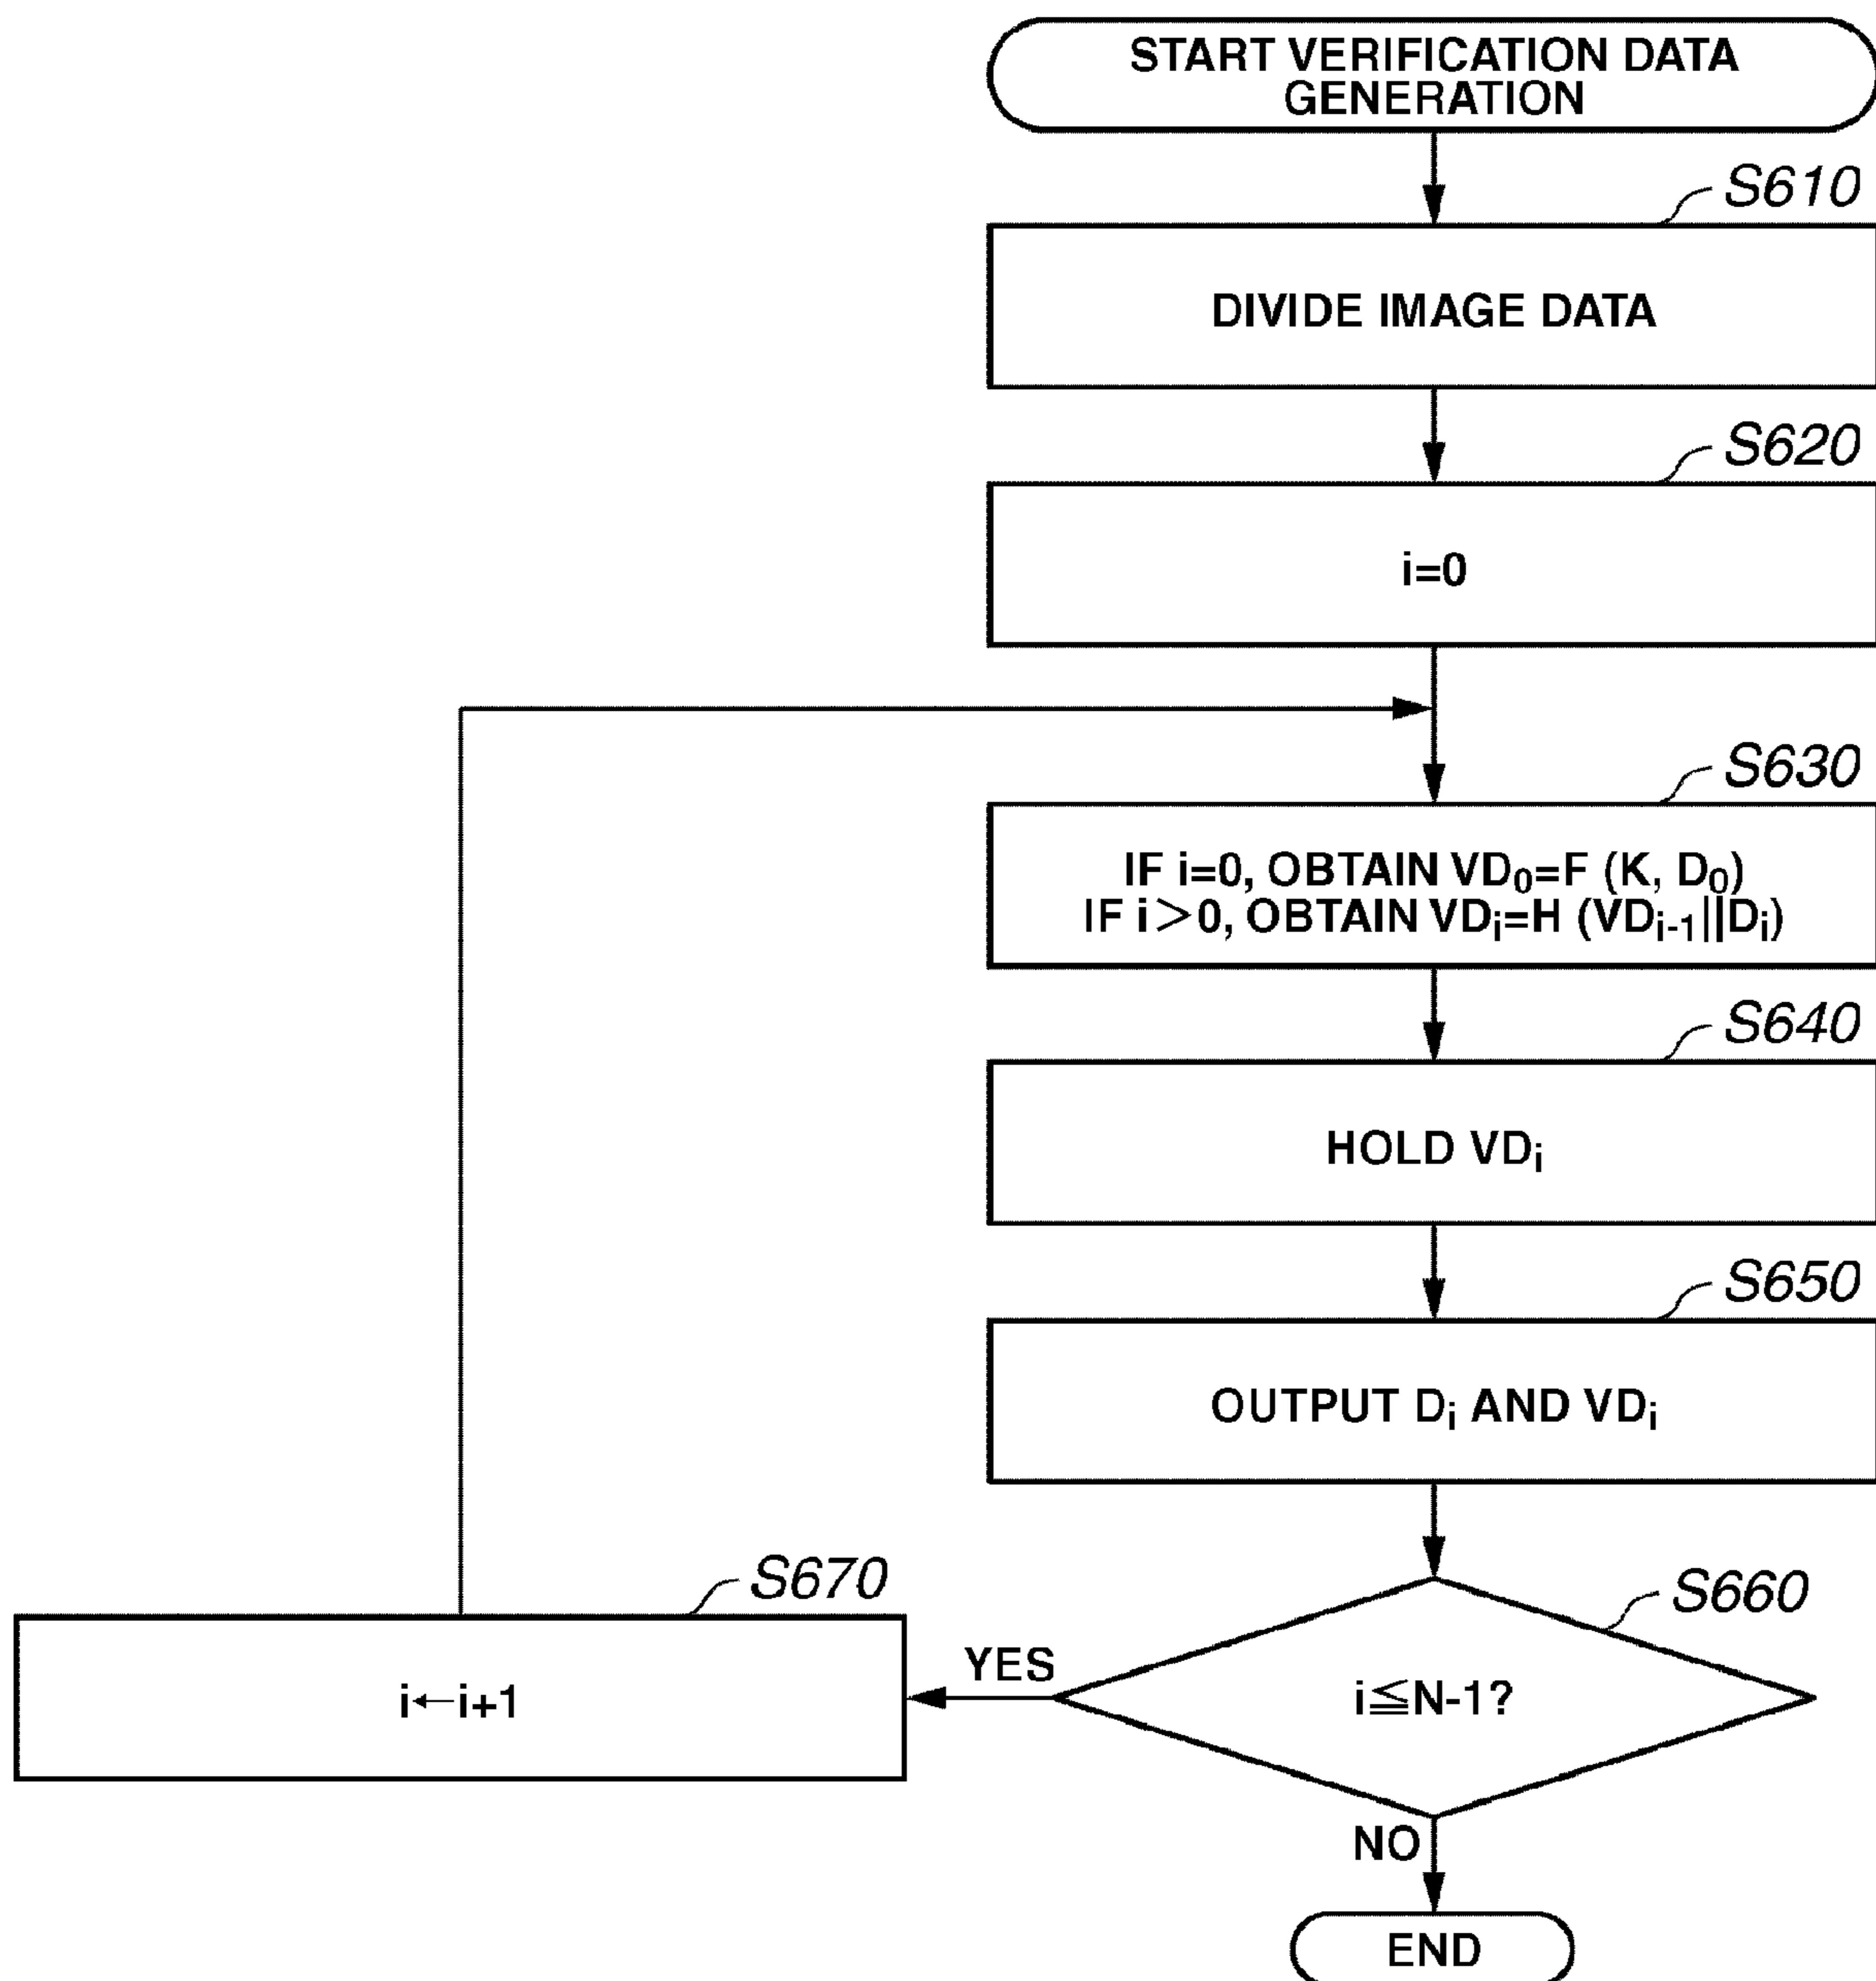 START VERIFICATION DATA
GENERATION
S610
DIVIDE IMAGE DATA
S620
i=0
S630
IF i=0, OBTAIN VD₀=F (K, D₀)
IF i>0, OBTAIN VDᵢ=H (VDᵢ₋₁||Dᵢ)
S640
HOLD VDᵢ
S650
OUTPUT Dᵢ AND VDᵢ
S660
i≦N-1?
YES
S670
i←i+1
NO
END